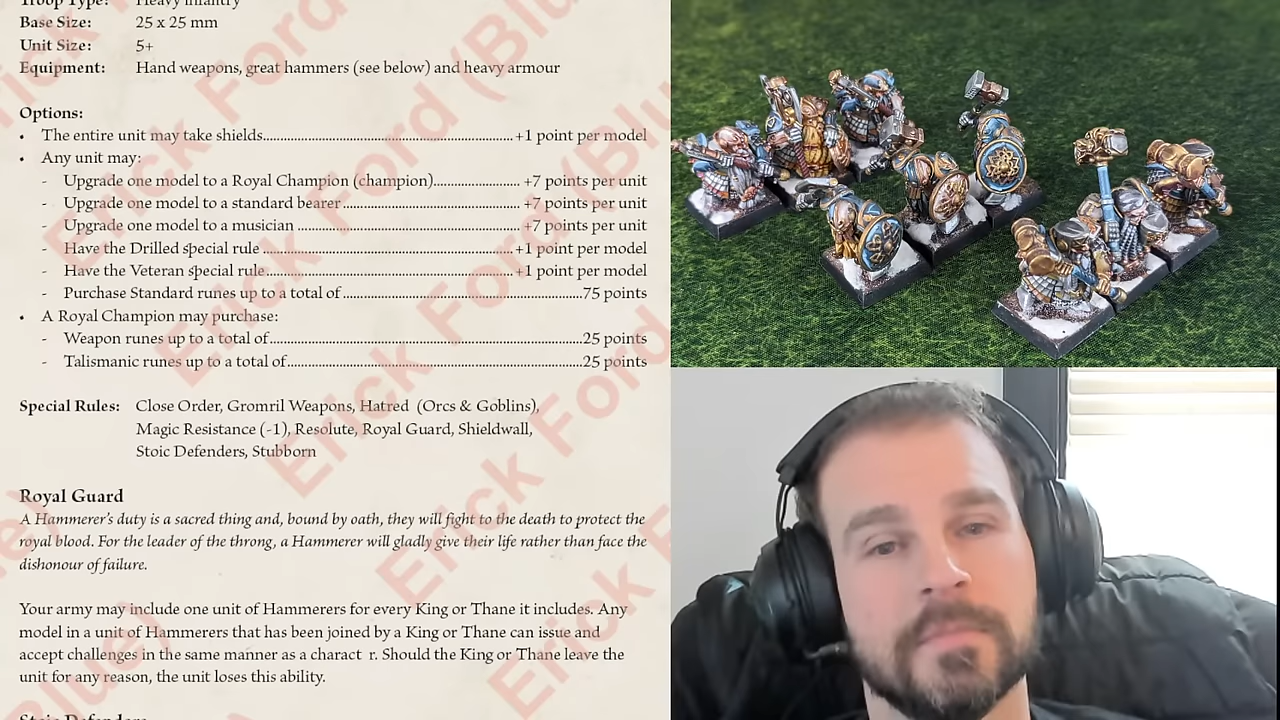 Troop Type: Heavy infantry
Base Size: 25 x 25 mm
Unit Size: 5+
Equipment: Hand weapons, great hammers (see below) and heavy armour
Options:
• The entire unit may take shields................................................................ +1 point per model
• Any unit may:
- Upgrade one model to a Royal Champion (champion)...................... +7 points per unit
- Upgrade one model to a standard bearer ............................................ +7 points per unit
- Upgrade one model to a musician ........................................................ +7 points per unit
- Have the Drilled special rule ................................................................ +1 point per model
- Have the Veteran special rule................................................................ +1 point per model
- Purchase Standard runes up to a total of ............................................................75 points
• A Royal Champion may purchase:
- Weapon runes up to a total of................................................................................25 points
- Talismanic runes up to a total of...........................................................................25 points
Special Rules: Close Order, Gromril Weapons, Hatred (Orcs & Goblins),
Magic Resistance (-1), Resolute, Royal Guard, Shieldwall,
Stoic Defenders, Stubborn
Royal Guard
A Hammerer's duty is a sacred thing and, bound by oath, they will fight to the death to protect the
royal blood. For the leader of the throng, a Hammerer will gladly give their life rather than face the
dishonour of failure.
Your army may include one unit of Hammerers for every King or Thane it includes. Any
model in a unit of Hammerers that has been joined by a King or Thane can issue and
accept challenges in the same manner as a charact r. Should the King or Thane leave the
unit for any reason, the unit loses this ability.
Stoic Defenders
Erick Ford (Blue)